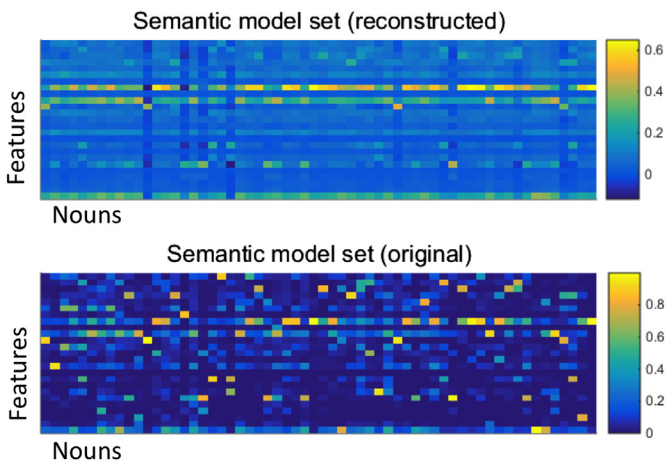 Semantic model set (reconstructed)
Features
0.6
0.4
0.2
0
Nouns
Semantic model set (original)
Features
0.8
0.6
0.4
0.2
0
Nouns